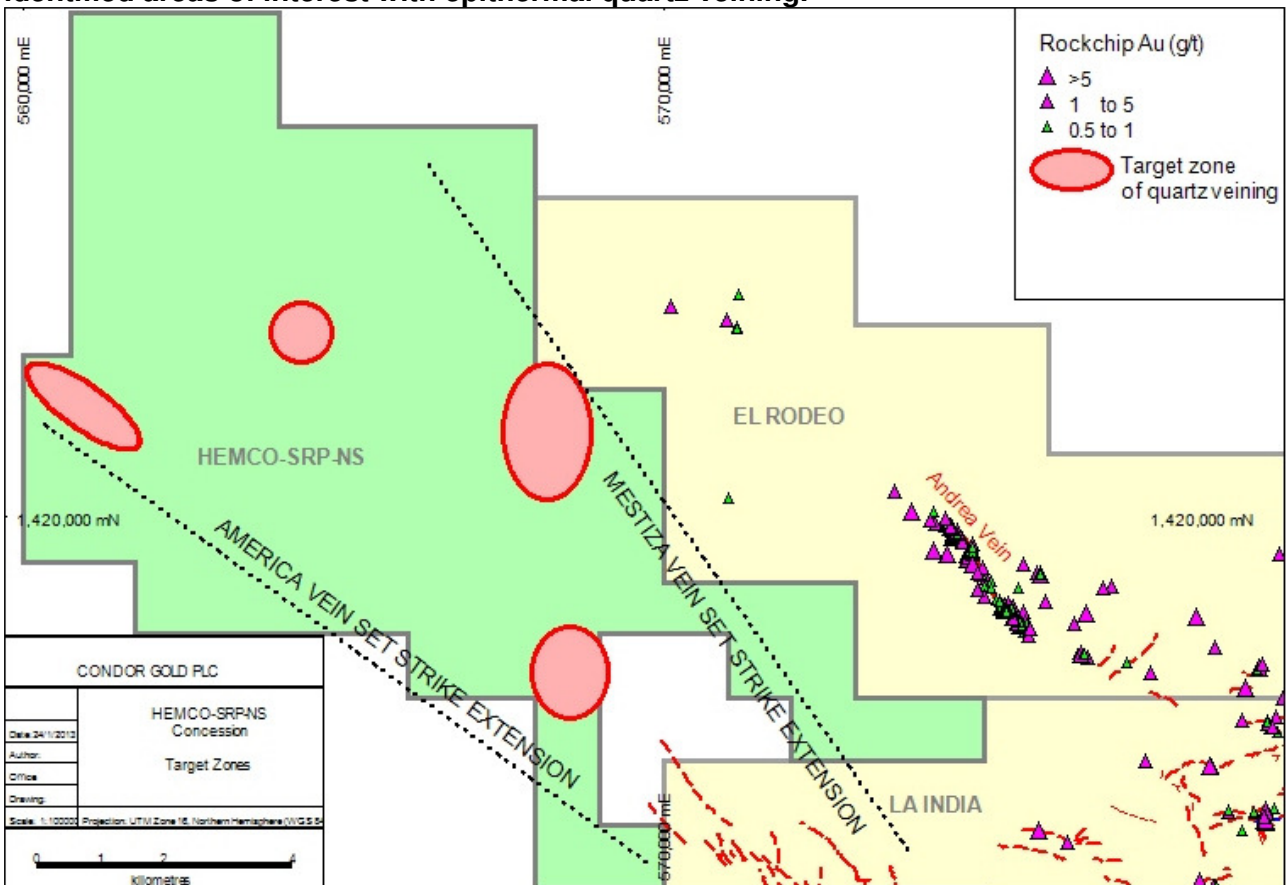 identified areas of interest with epithermal quartz veining.
560,000 mE
570,000 mE
Rockchip Au (g/t)
>5
1 to 5
0.5 to 1
Target zone
of quartz veining
EL RODEO
HEMCO-SRP-NS
Andrea Vein
1,420,000 mN
1,420,000 mN
MESTIZA VEIN SET STRIKE EXTENSION
AMERICA VEIN SET STRIKE EXTENSION
LA INDIA
570,000 mE
CONDOR GOLD PLC
HEMCO-SRP-NS
Concession
Target Zones
Date: 24/1/2013
Author:
Office
Drawing:
Scale: 1:100000
Projection: UTM Zone 16, Northern Hemisphere (WGS 84
0 1 2 4
kilometres